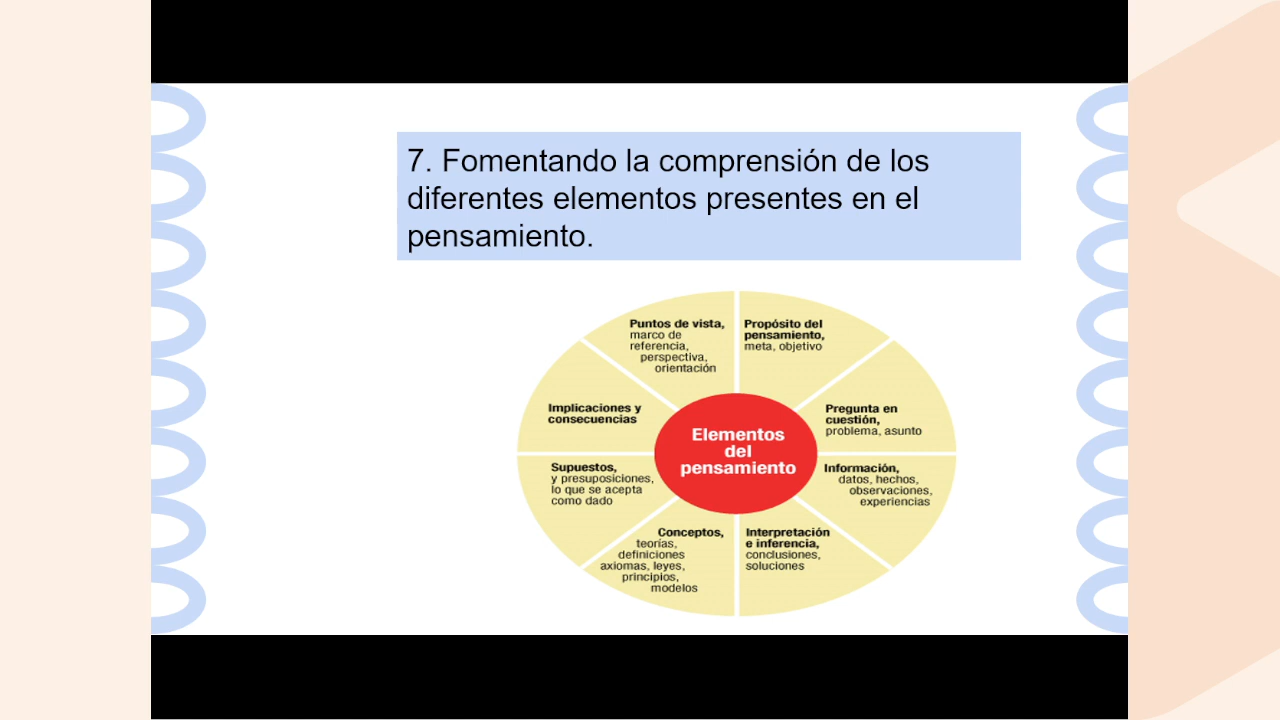 7. Fomentando la comprensión de los
diferentes elementos presentes en el
pensamiento.
Puntos de vista,
marco de
referencia,
perspectiva,
orientación
Propósito del
pensamiento,
meta, objetivo
Implicaciones y
consecuencias
Pregunta en
cuestión,
problema, asunto
Elementos
del
pensamiento
Supuestos,
y presuposiciones,
lo que se acepta
como dado
Información,
datos, hechos,
observaciones,
experiencias
Conceptos,
teorías,
definiciones
axiomas, leyes,
principios,
modelos
Interpretación
e inferencia,
conclusiones,
soluciones